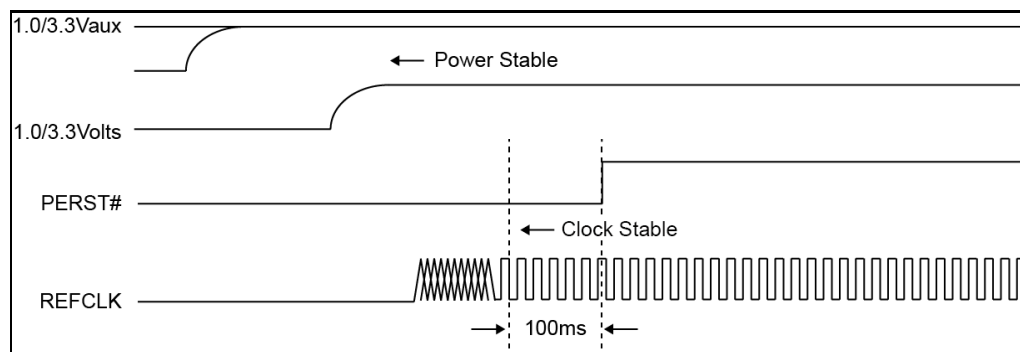 1.0/3.3Vaux
Power Stable
1.0/3.3Volts
PERST#
Clock Stable
REFCLK
100ms